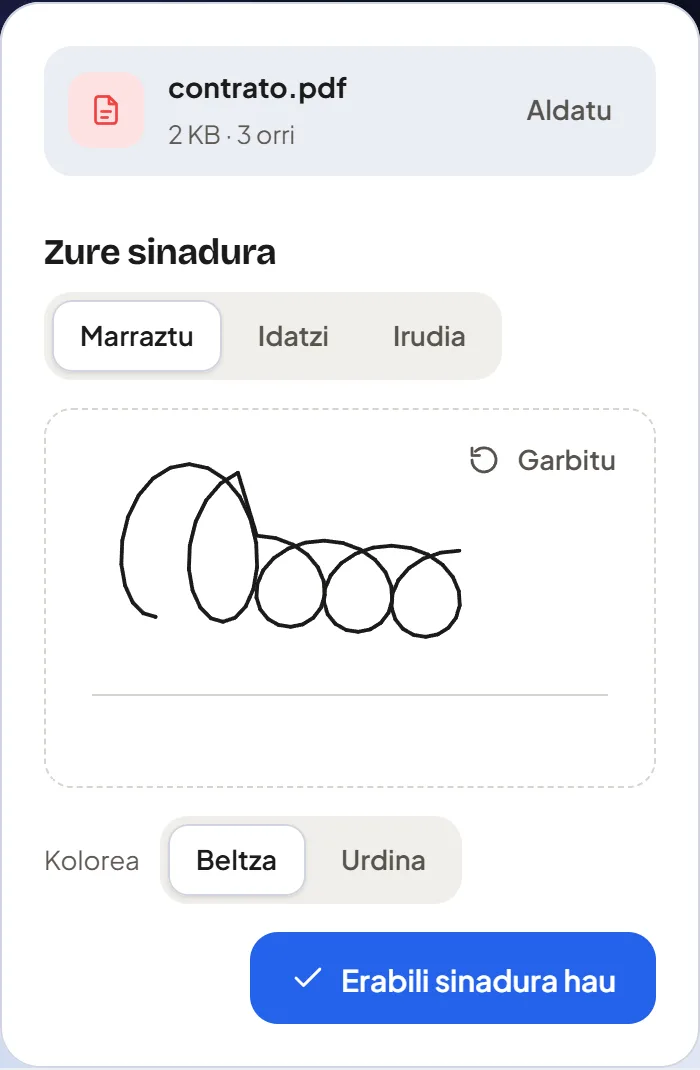 contrato.pdf
2 KB · 3 orri
Aldatu
Zure sinadura
Marraztu Idatzi Irudia
Garbitu
Kolorea Beltza Urdina
Erabili sinadura hau